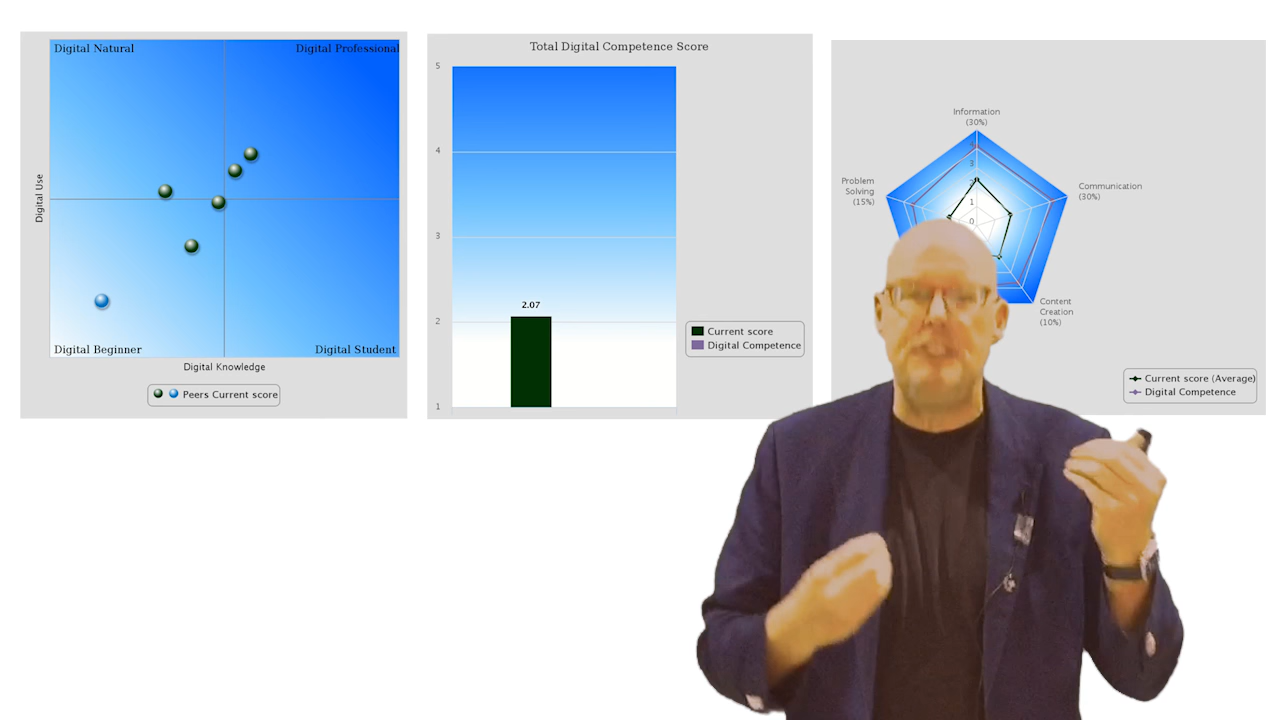 Digital Natural
Digital Professional
Digital Use
Digital Beginner
Digital Student
Digital Knowledge
Peers Current score
Total Digital Competence Score
5
4
3
2
1
2.07
Current score
Digital Competence
Information
(30%)
Communication
(30%)
Problem
Solving
(15%)
3
1
0
Content
Creation
(10%)
Current score (Average)
Digital Competence